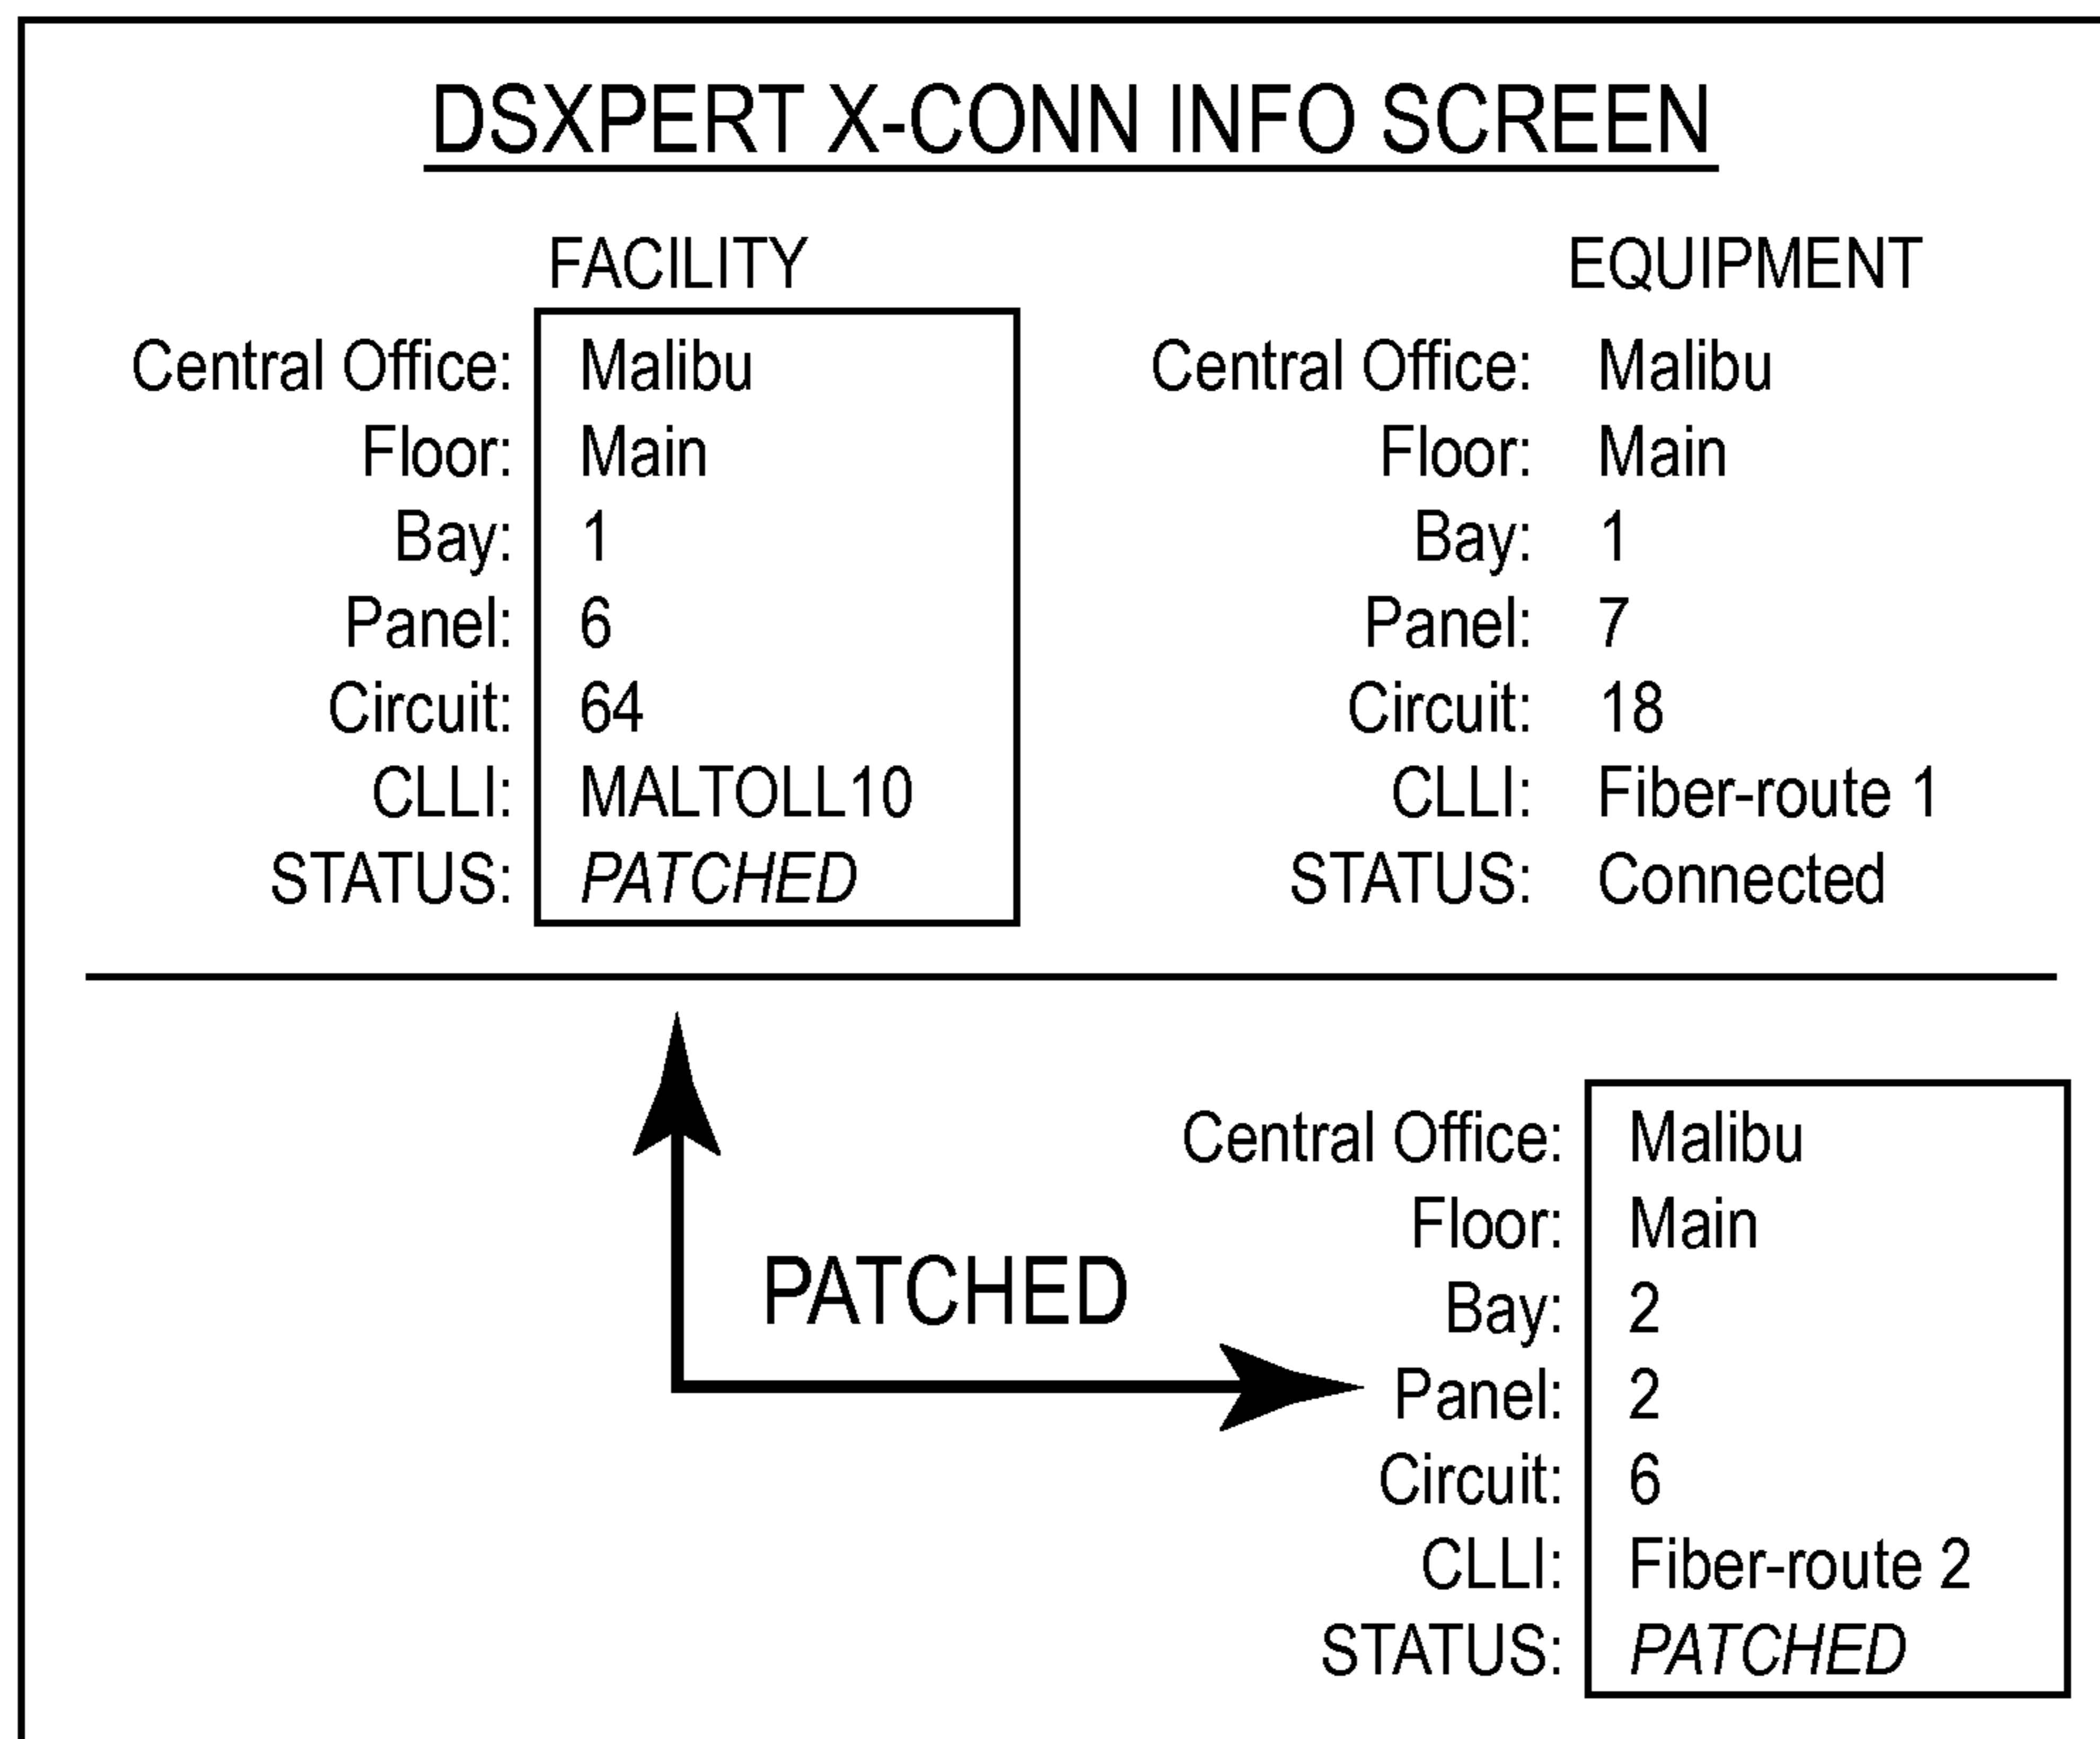 DSXPERT X-CONN INFO SCREEN
FACILITY
Central Office: Malibu
Floor: Main
Bay: 1
Panel: 6
Circuit: 64
CLLI: MALTOLL10
STATUS: PATCHED
EQUIPMENT
Central Office: Malibu
Floor: Main
Bay: 1
Panel: 7
Circuit: 18
CLLI: Fiber-route 1
STATUS: Connected
PATCHED
Central Office: Malibu
Floor: Main
Bay: 2
Panel: 2
Circuit: 6
CLLI: Fiber-route 2
STATUS: PATCHED